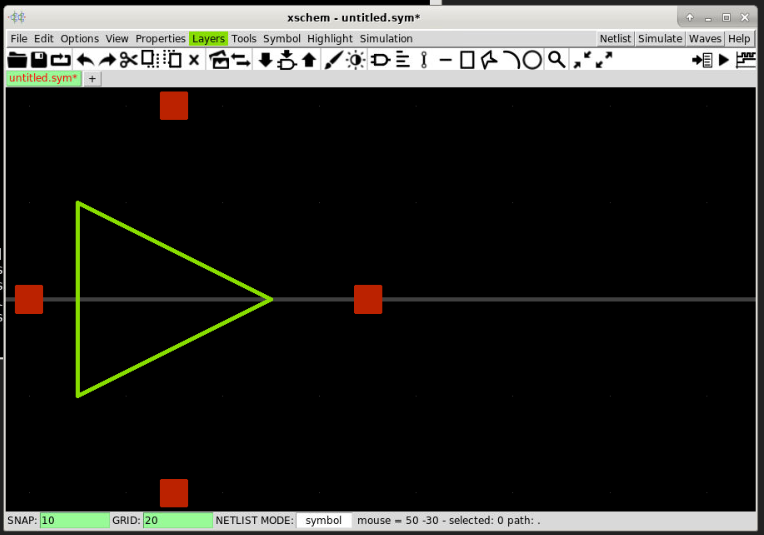 xschem - untitled.sym*
File Edit Options View Properties Layers Tools Symbol Highlight Simulation Netlist Simulate Waves Help
untitled.sym* +
SNAP: 10 GRID: 20 NETLIST MODE: symbol mouse = 50 -30 - selected: 0 path: .